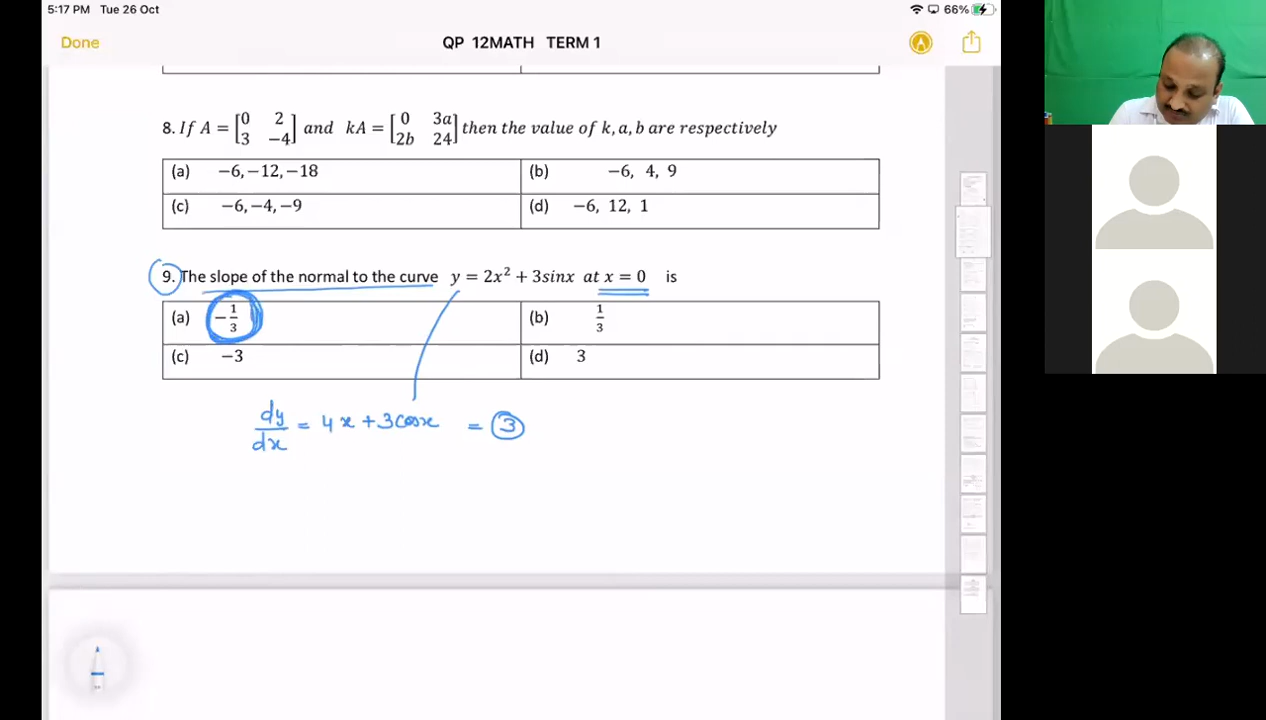 5:17 PM Tue 26 Oct 66%
Done QP 12MATH TERM 1
8. If A = [0 2 3 −4] and kA = [0 3a 2b 24] then the value of k, a, b are respectively
(a) −6, −12, −18 (b) −6, 4, 9
(c) −6, −4, −9 (d) −6, 12, 1
9. The slope of the normal to the curve y = 2x² + 3sinx at x = 0 is
(a) −1/3 (b) 1/3
(c) −3 (d) 3
dy/dx = 4x + 3cosx = 3